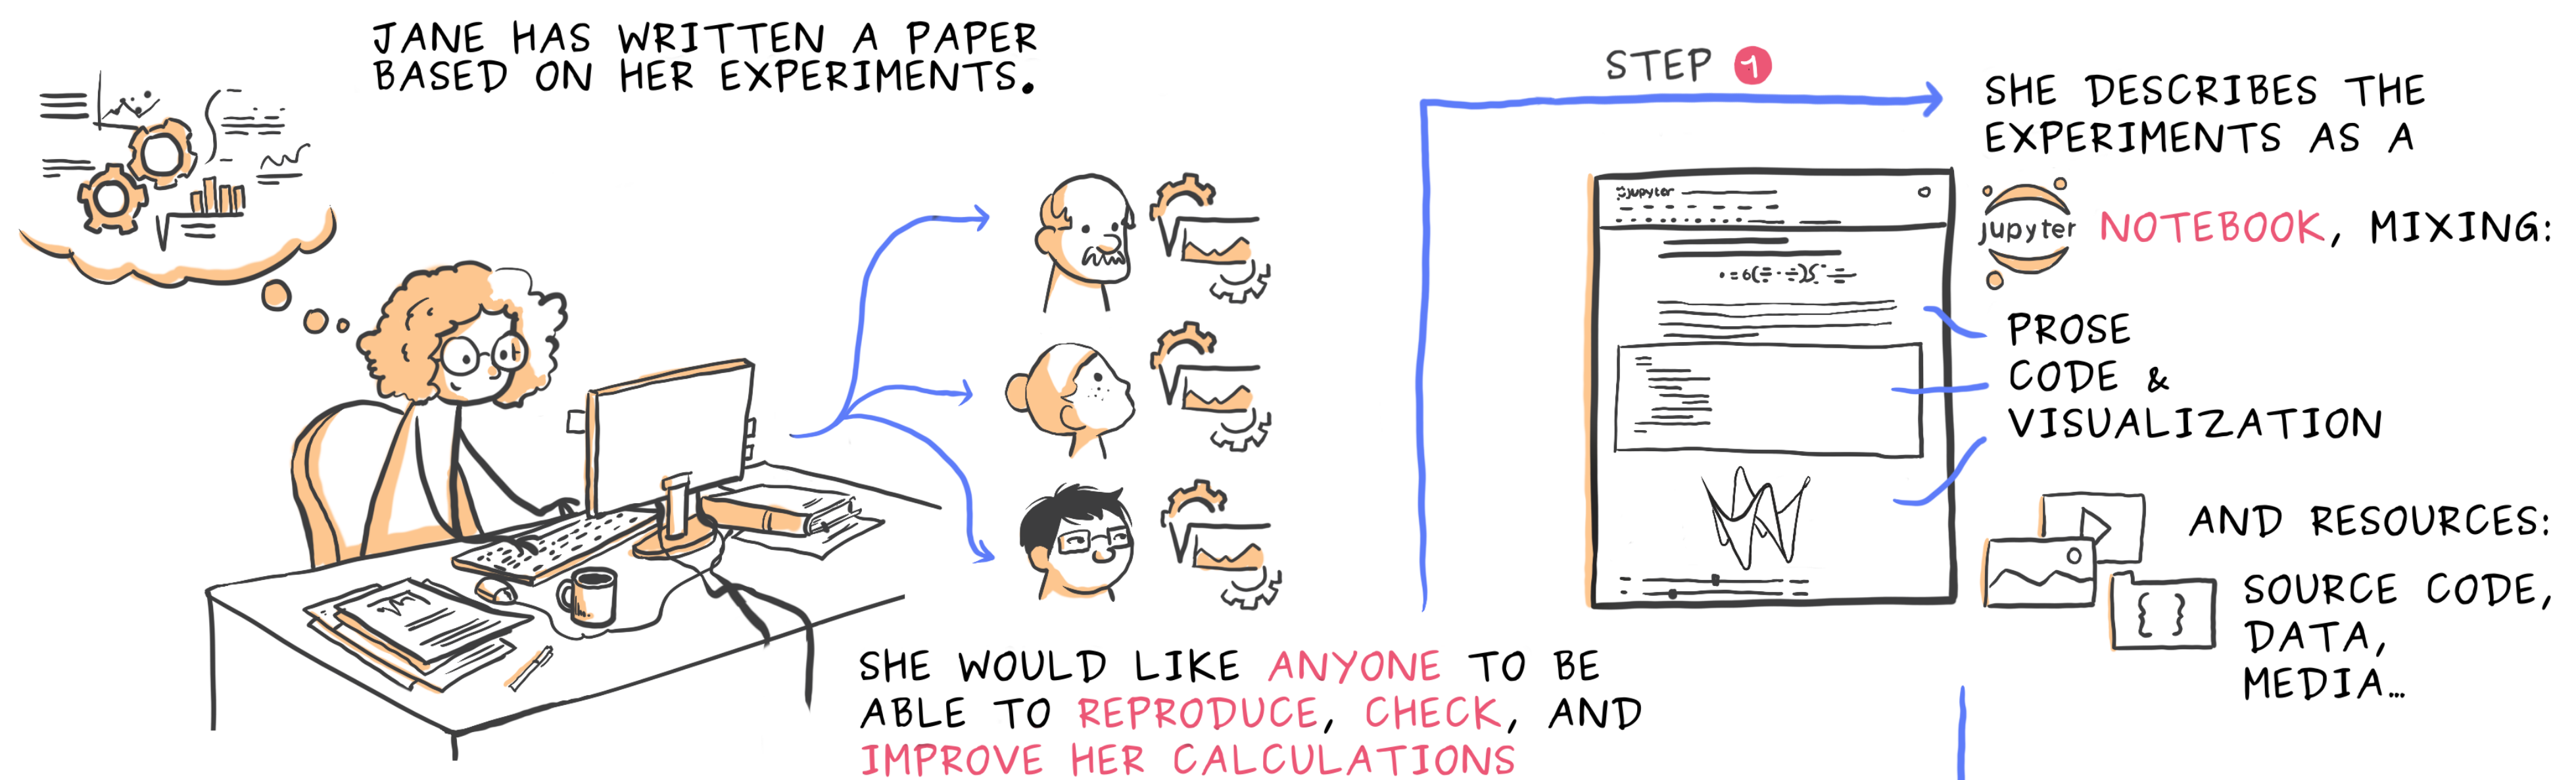 JANE HAS WRITTEN A PAPER
BASED ON HER EXPERIMENTS.
SHE WOULD LIKE ANYONE TO BE
ABLE TO REPRODUCE, CHECK, AND
IMPROVE HER CALCULATIONS
STEP 1
SHE DESCRIBES THE
EXPERIMENTS AS A
jupyter NOTEBOOK, MIXING:
jupyter
PROSE
CODE &
VISUALIZATION
AND RESOURCES:
{ }
SOURCE CODE,
DATA,
MEDIA...